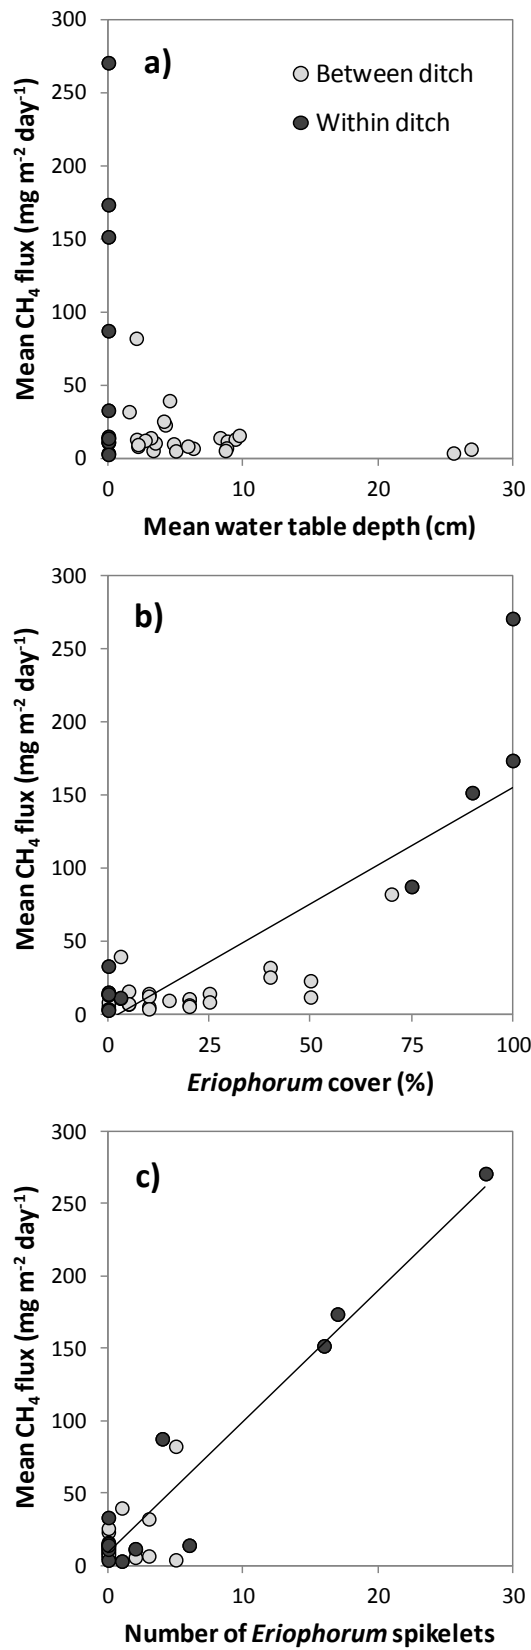 a)
Between ditch
Within ditch
Mean CH₄ flux (mg m⁻² day⁻¹)
300
250
200
150
100
50
0
0 10 20 30
Mean water table depth (cm)
b)
Mean CH₄ flux (mg m⁻² day⁻¹)
300
250
200
150
100
50
0
0 25 50 75 100
Eriophorum cover (%)
c)
Mean CH₄ flux (mg m⁻² day⁻¹)
300
250
200
150
100
50
0
0 10 20 30
Number of Eriophorum spikelets